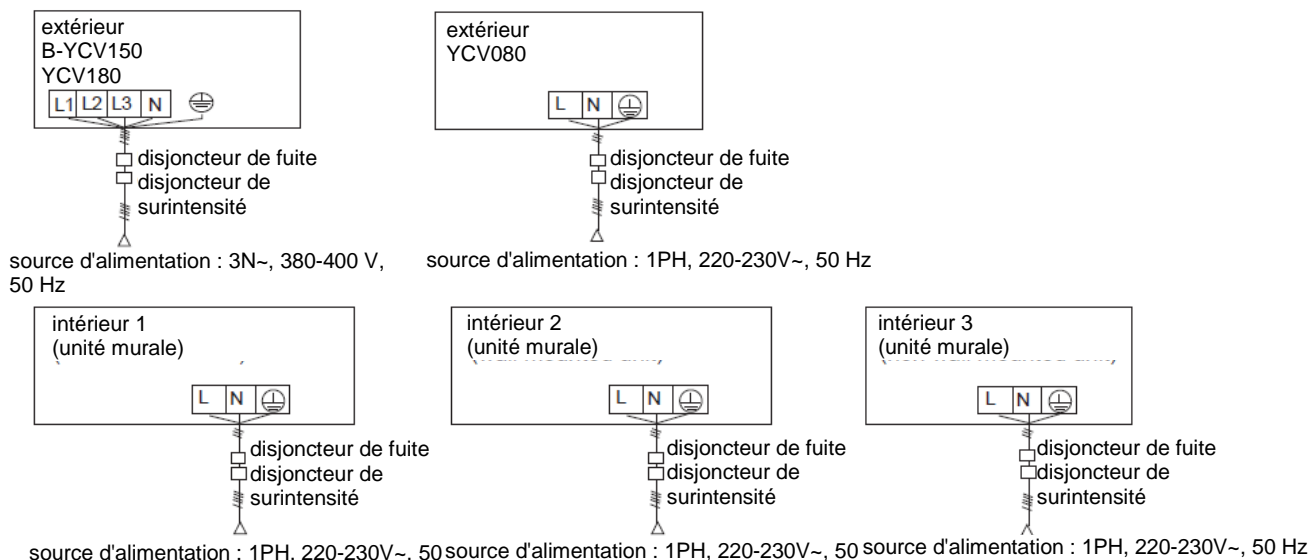 extérieur
B-YCV150
YCV180
L1 L2 L3 N
disjoncteur de fuite
disjoncteur de
surintensité
source d'alimentation : 3N~, 380-400 V,
50 Hz
extérieur
YCV080
L N
disjoncteur de fuite
disjoncteur de
surintensité
source d'alimentation : 1PH, 220-230V~, 50 Hz
intérieur 1
(unité murale)
L N
disjoncteur de fuite
disjoncteur de
surintensité
source d'alimentation : 1PH, 220-230V~, 50
intérieur 2
(unité murale)
L N
disjoncteur de fuite
disjoncteur de
surintensité
source d'alimentation : 1PH, 220-230V~, 50
intérieur 3
(unité murale)
L N
disjoncteur de fuite
disjoncteur de
surintensité
source d'alimentation : 1PH, 220-230V~, 50 Hz